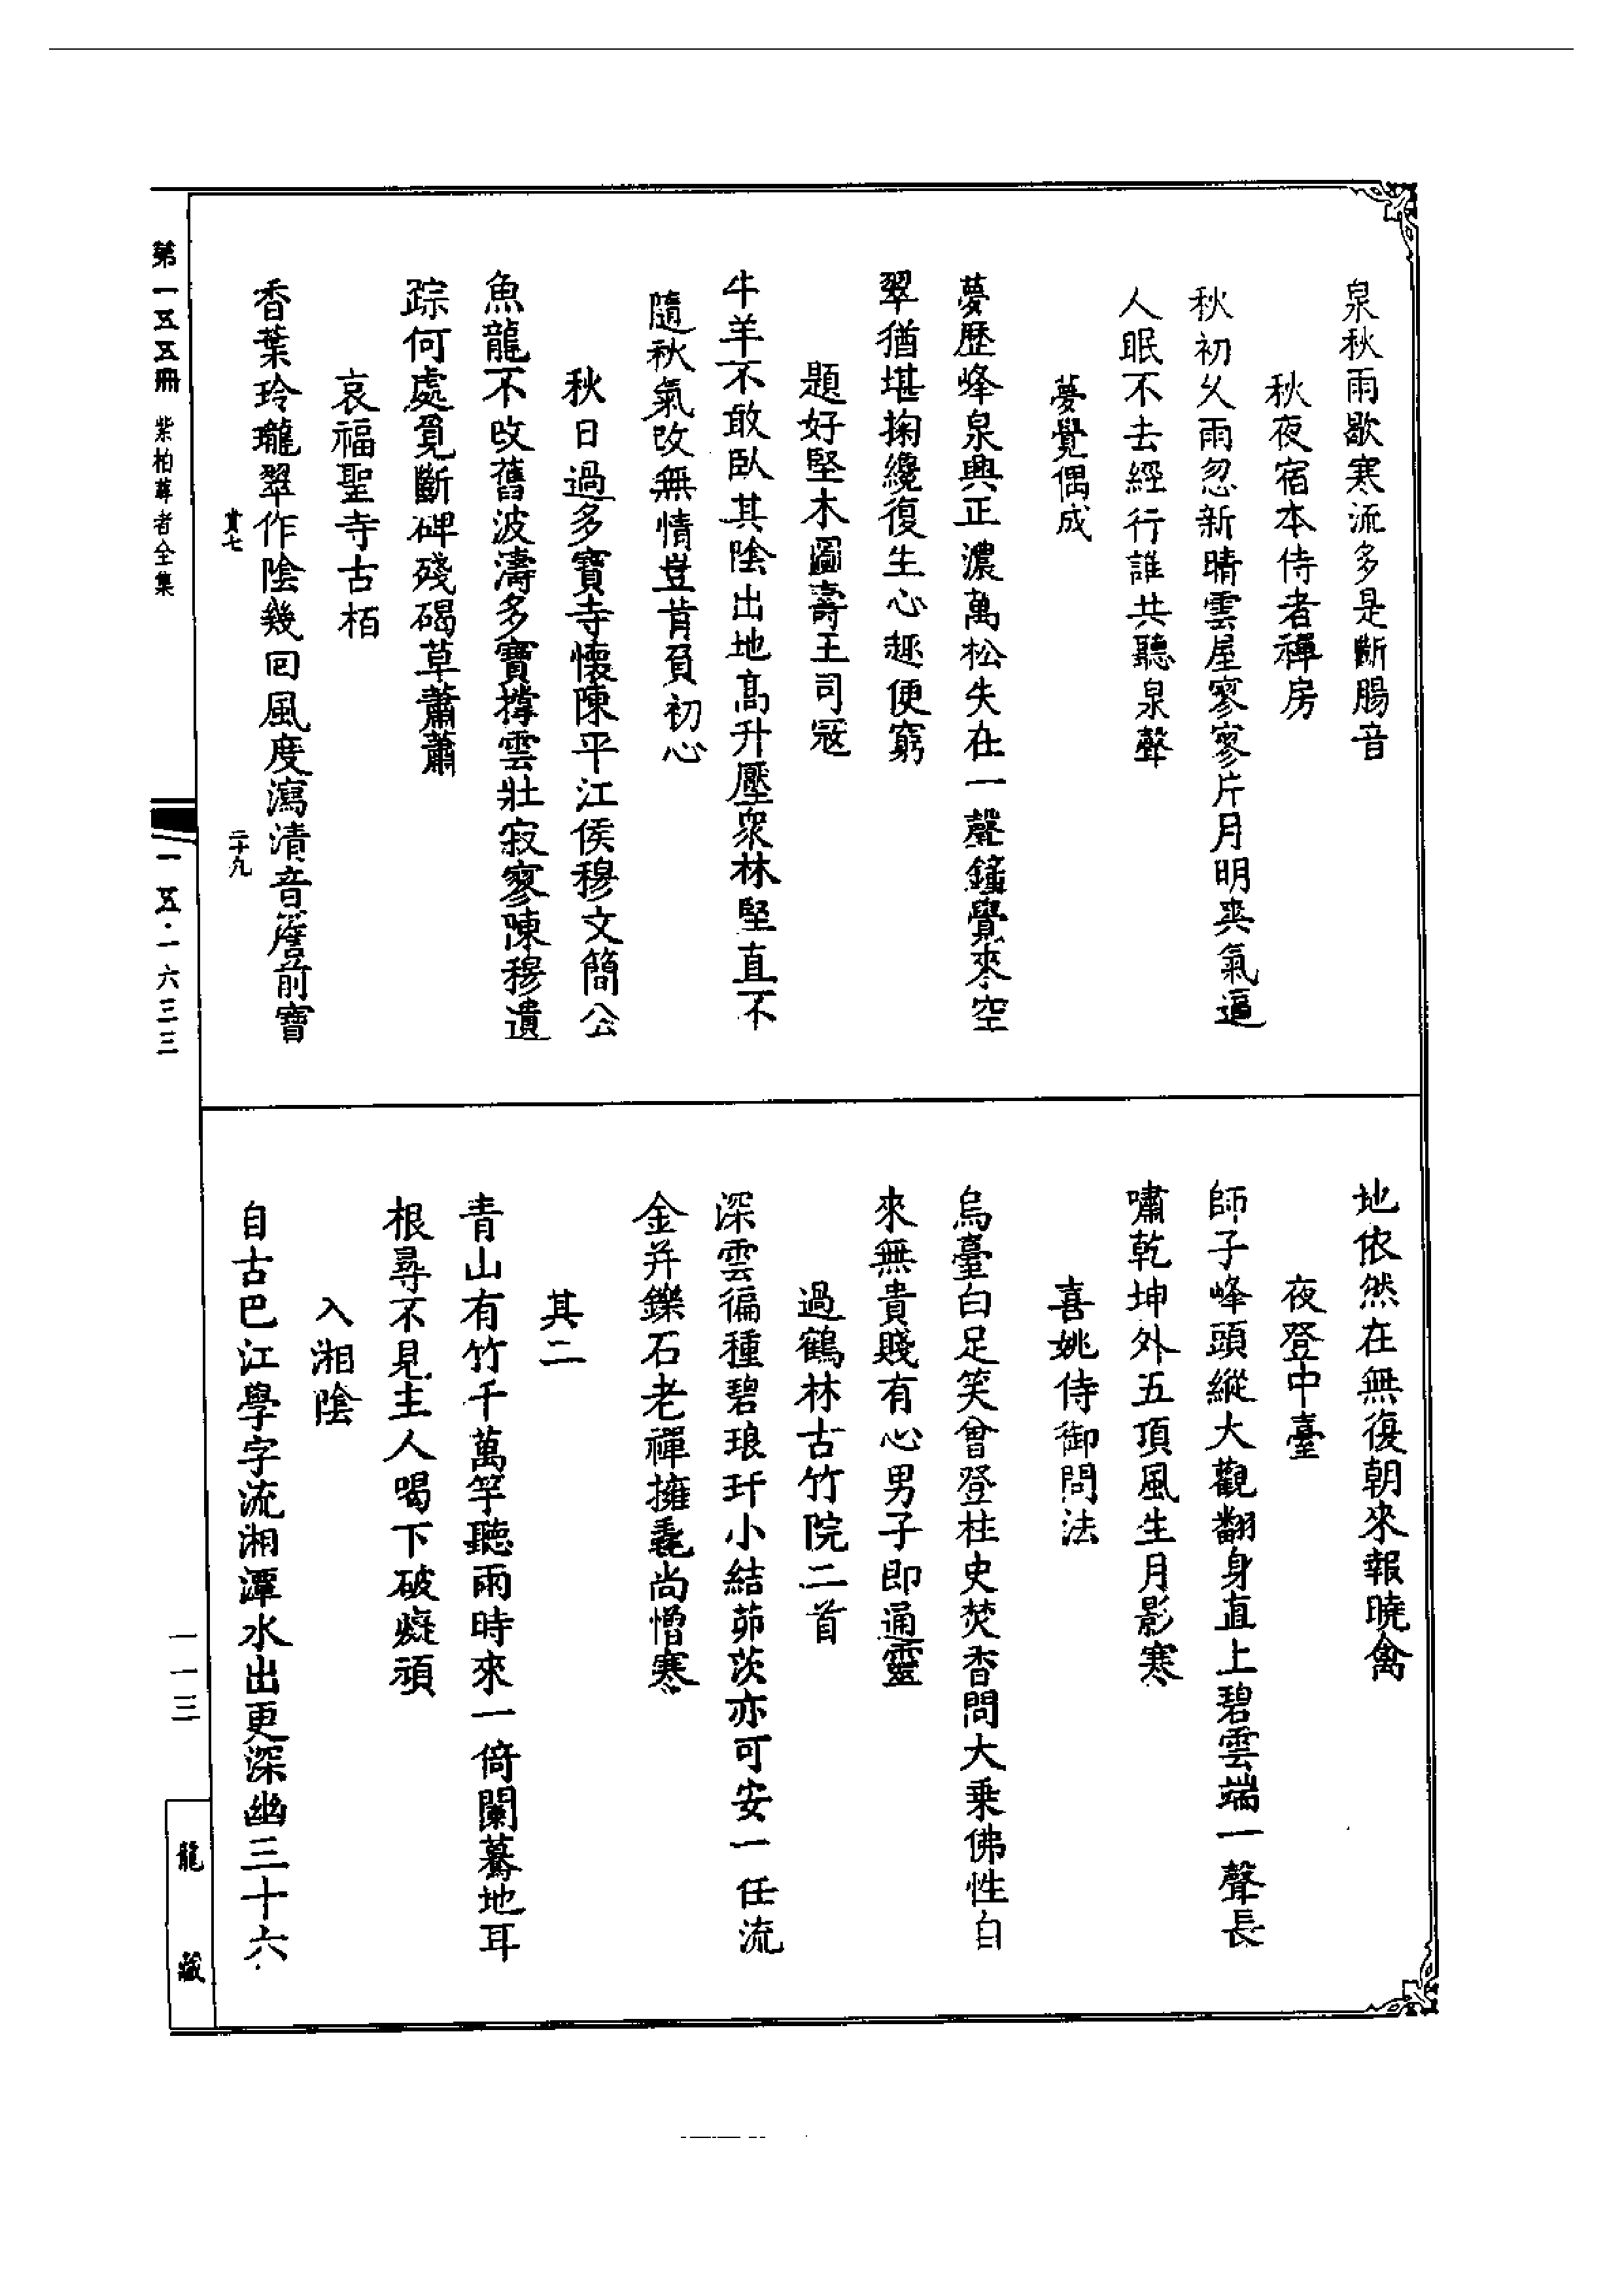 泉秋雨歇寒流多是斷腸音
秋夜宿本侍者禪房
秋初久雨忽新晴雲屋寥寥片月明爽氣逼
人眠不去經行誰共聽泉聲
夢覺偶成
夢歷峰泉興正濃萬松失在一聲鐘覺來空
翠猶堪掬纔復生心趣便窮
題好堅木圖壽王司寇
牛羊不敢臥其陰出地高升壓眾林堅直不
隨秋氣改無情豈肯負初心
秋日過多寶寺懷陳平江侯穆文簡公
魚龍不改舊波濤多寶撐雲壯寂寥陳穆遺
踪何處覓斷碑殘碣草蕭蕭
哀福聖寺古栢
香葉玲瓏翠作陰幾回風度瀉清音簷前寶
地依然在無復朝來報曉禽
夜登中臺
師子峰頭縱大觀翻身直上碧雲端一聲長
嘯乾坤外五頂風生月影寒
喜姚侍御問法
烏臺白足笑曾登柱史焚香問大乘佛性自
來無貴賤有心男子即通靈
過鶴林古竹院二首
深雲徧種碧琅玕小結茆茨亦可安一任流
金并鑠石老禪擁毳尚憎寒
其二
青山有竹千萬竿聽雨時來一倚闌驀地耳
根尋不見主人喝下破癡頑
入湘陰
自古巴江學字流湘潭水出更深幽三十六
第一五五冊 紫柏尊者全集
賞七
二十九
一五·一六三三
一一三
龍藏